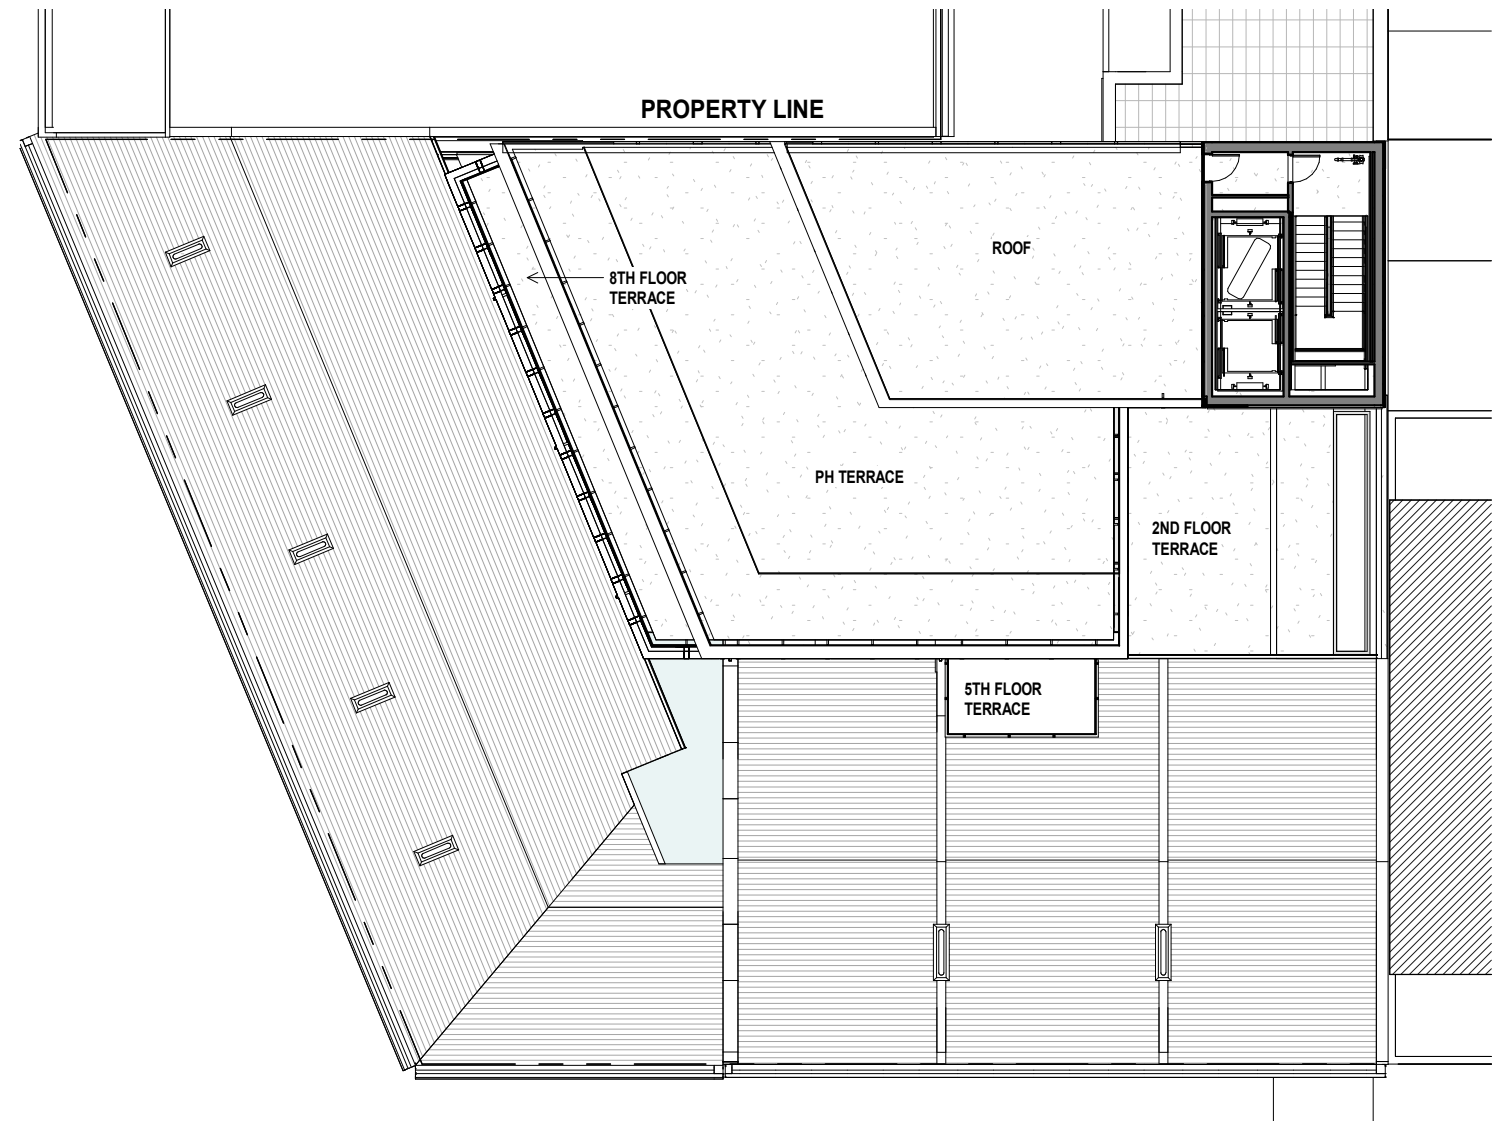 PROPERTY LINE
ROOF
8TH FLOOR
TERRACE
PH TERRACE
2ND FLOOR
TERRACE
5TH FLOOR
TERRACE